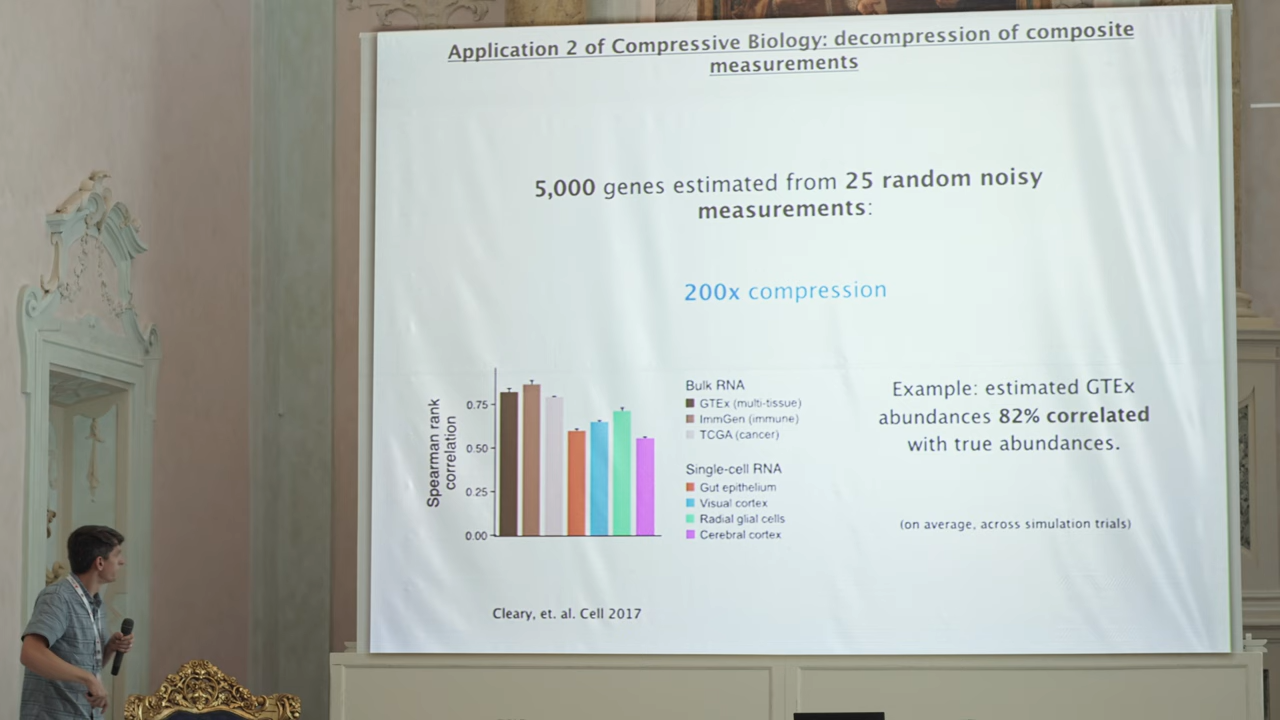 Application 2 of Compressive Biology: decompression of composite
measurements
5,000 genes estimated from 25 random noisy
measurements:
200x compression
Spearman rank
correlation
0.75
0.50
0.25
0.00
Bulk RNA
GTEx (multi-tissue)
ImmGen (immune)
TCGA (cancer)
Single-cell RNA
Gut epithelium
Visual cortex
Radial glial cells
Cerebral cortex
Example: estimated GTEx
abundances 82% correlated
with true abundances.
(on average, across simulation trials)
Cleary, et. al. Cell 2017